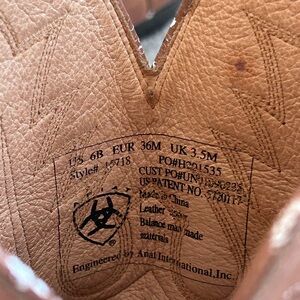 US 6B EUR 36M UK 3.5M
Style# PO#H201535
CUST PO#UN
US PATENT NO.
Made in China
Leather
Balance man made
materials
Engineered by Ariat International, Inc.